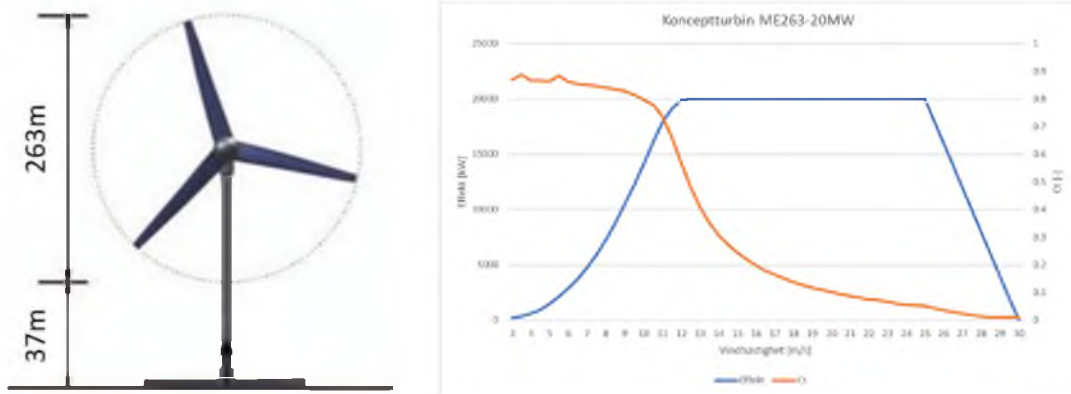 263m
37m
Konceptturbin ME263-20MW
25000
20000
15000
10000
5000
0
Effekt [kW]
1
0.9
0.8
0.7
0.6
0.5
0.4
0.3
0.2
0.1
0
Ct [-]
3 4 5 6 7 8 9 10 11 12 13 14 15 16 17 18 19 20 21 22 23 24 25 26 27 28 29 30
Vindhastighet [m/s]
Effekt Ct